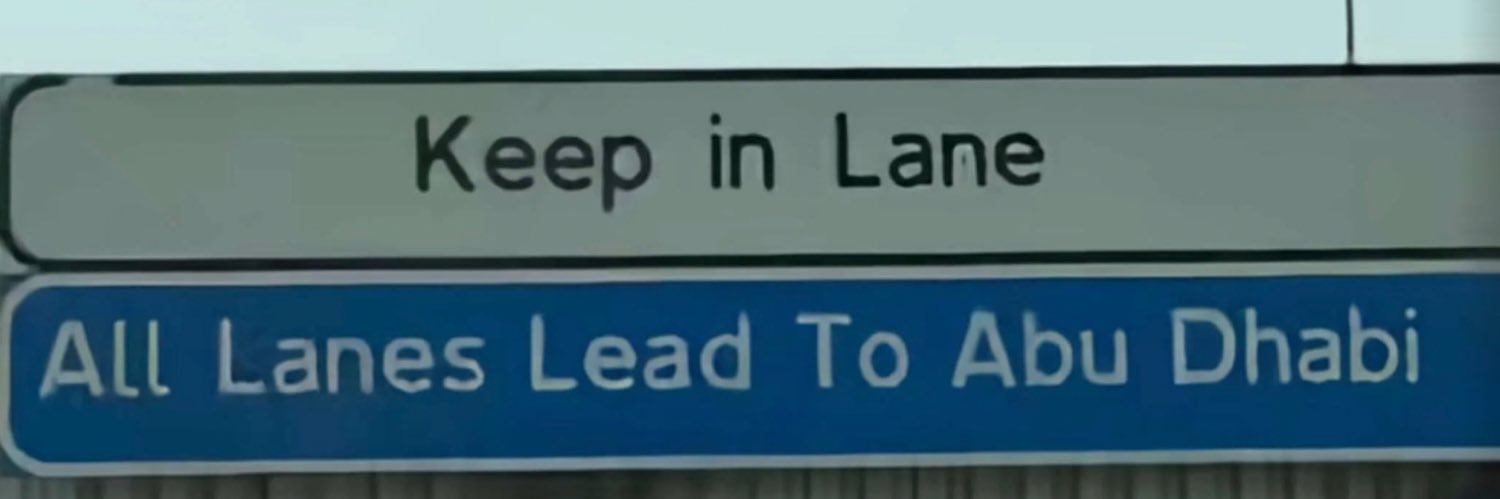 Keep in Lane
All Lanes Lead To Abu Dhabi